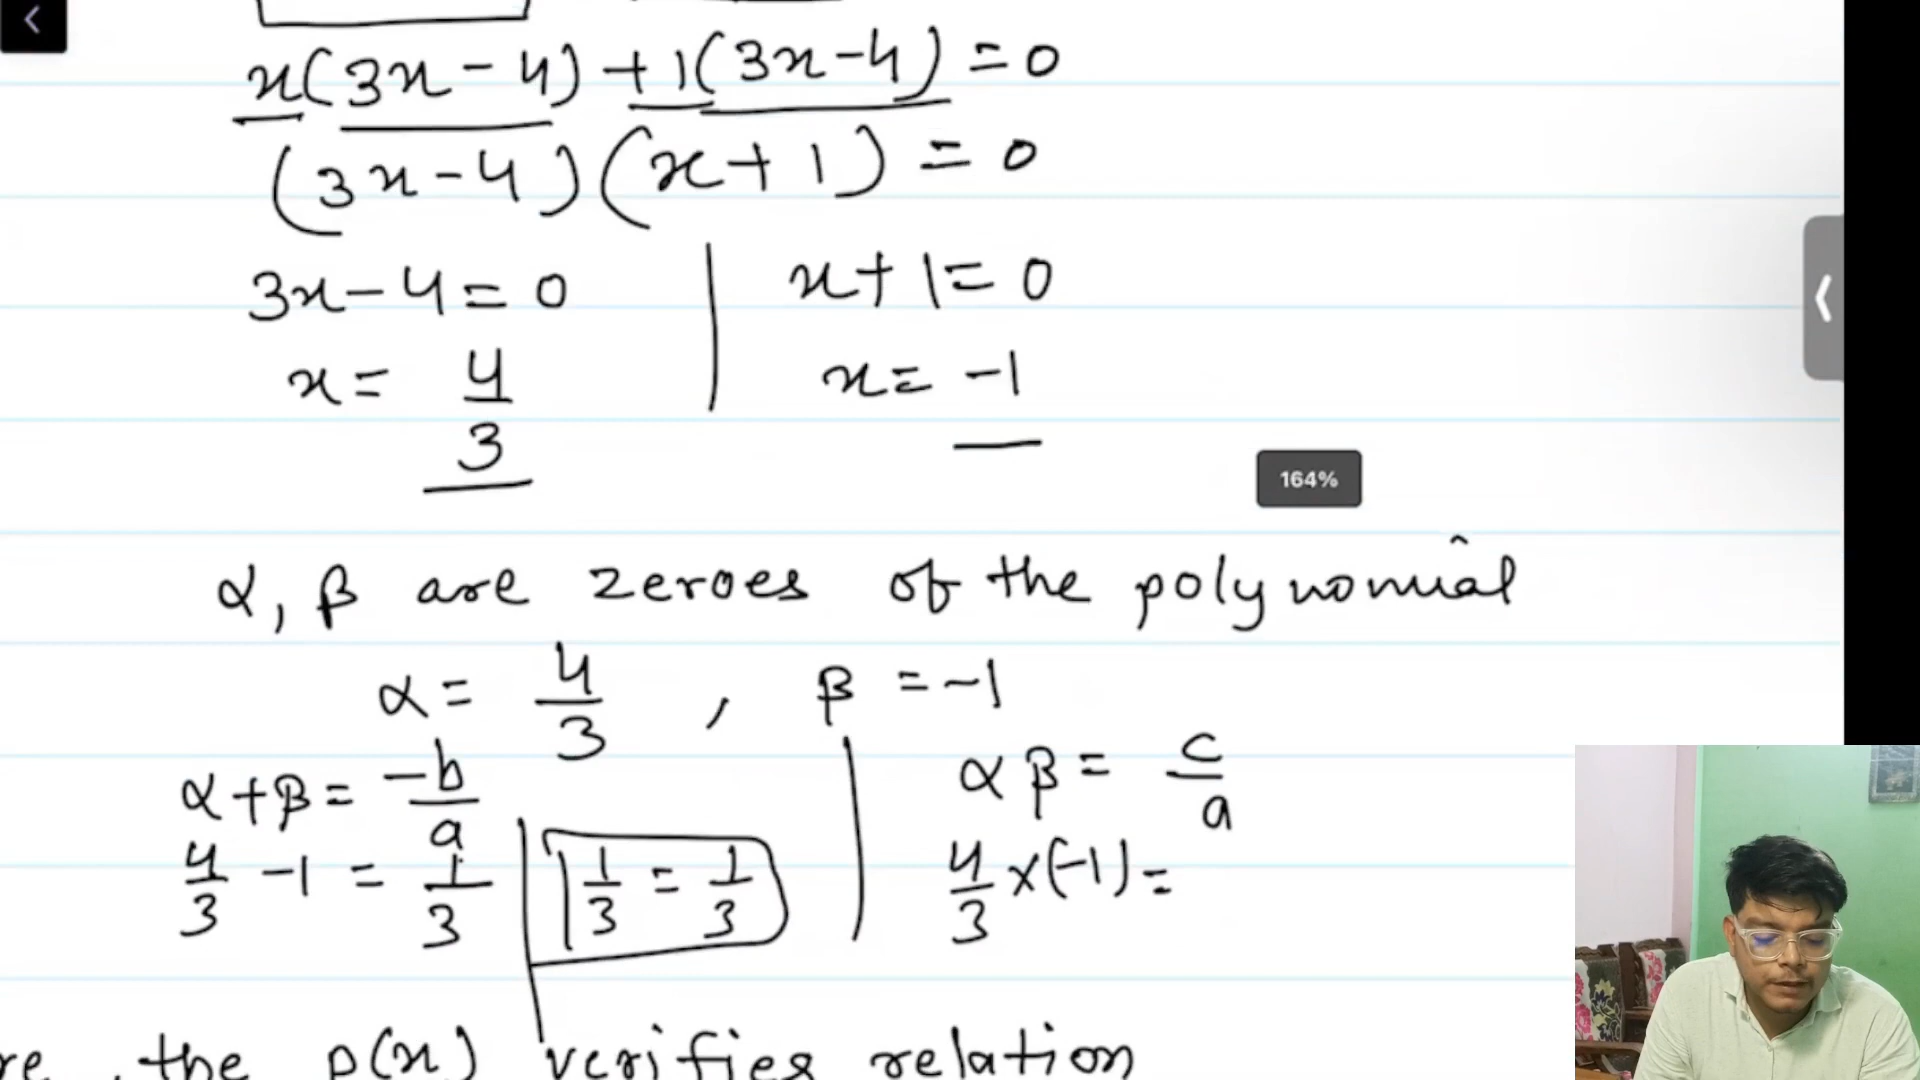 x(3x-4)+1(3x-4)=0
(3x-4)(x+1)=0
3x-4=0 | x+1=0
x= 4/3 | x= -1
164%
α, β are zeroes of the polynomial
α= 4/3 , β =-1
α+β= -b/a | αβ= c/a
4/3 -1 = 1/3 | 1/3 = 1/3 | 4/3 ×(-1)=
re, the p(x) verifies relation